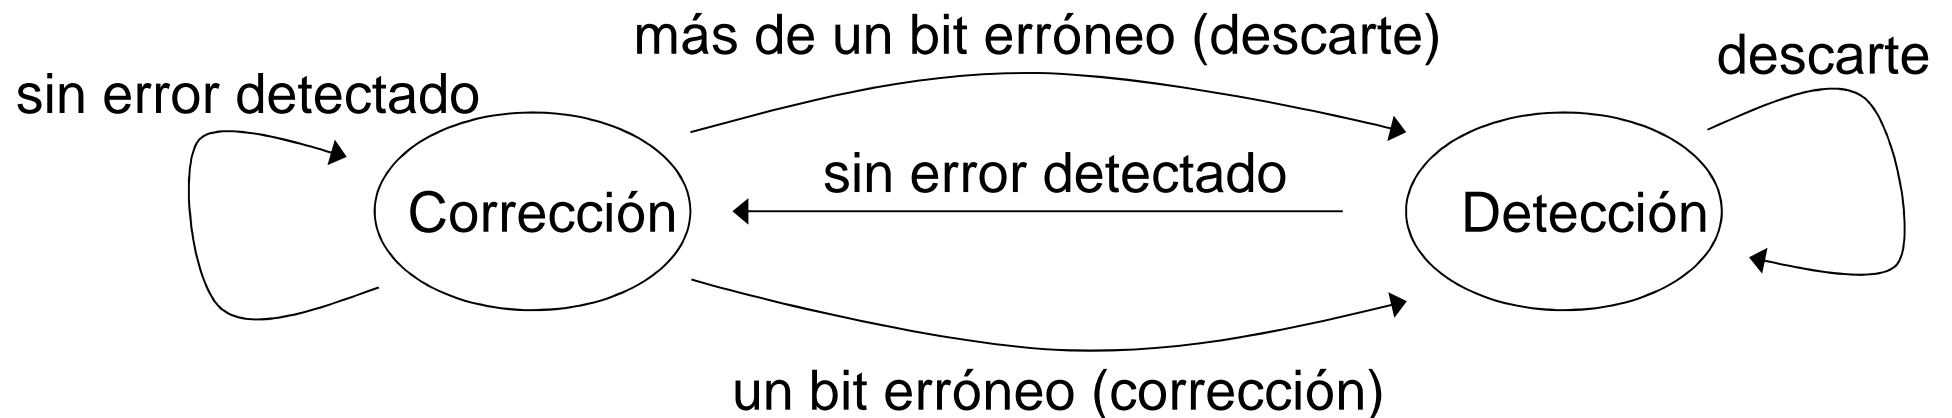 más de un bit erróneo (descarte)
descarte
sin error detectado
sin error detectado
Corrección
Detección
un bit erróneo (corrección)